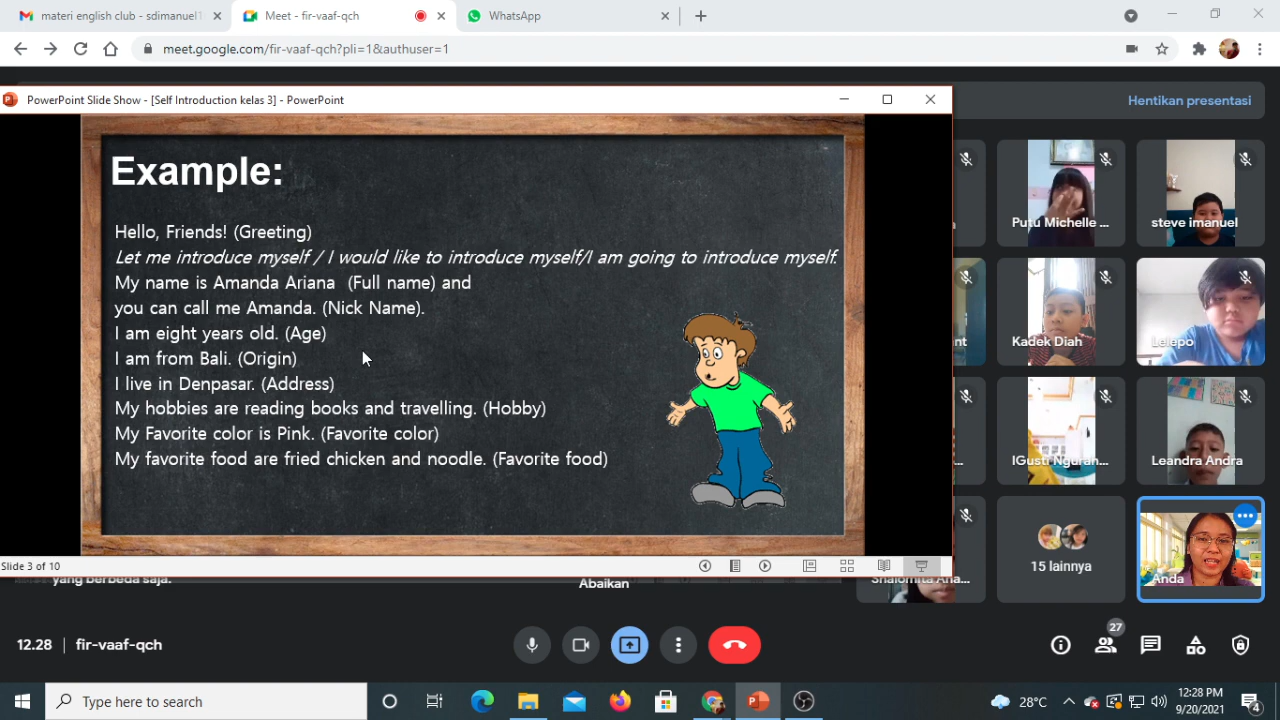 materi english club - sdimanuel1
Meet - fir-vaaf-qch
WhatsApp
meet.google.com/fir-vaaf-qch?pli=1&authuser=1
PowerPoint Slide Show - [Self Introduction kelas 3] - PowerPoint
Hentikan presentasi
Example:
Hello, Friends! (Greeting)
Let me introduce myself / I would like to introduce myself/I am going to introduce myself.
My name is Amanda Ariana (Full name) and
you can call me Amanda. (Nick Name).
I am eight years old. (Age)
I am from Bali. (Origin)
I live in Denpasar. (Address)
My hobbies are reading books and travelling. (Hobby)
My Favorite color is Pink. (Favorite color)
My favorite food are fried chicken and noodle. (Favorite food)
Putu Michelle ...
steve imanuel
Kadek Diah
Lelepo
IGusti Ngurah...
Leandra Andra
15 lainnya
Anda
Slide 3 of 10
yang berbeda saja.
Abaikan
Shalomita Ana...
12.28
fir-vaaf-qch
27
Type here to search
28°C
12:28 PM
9/20/2021
4